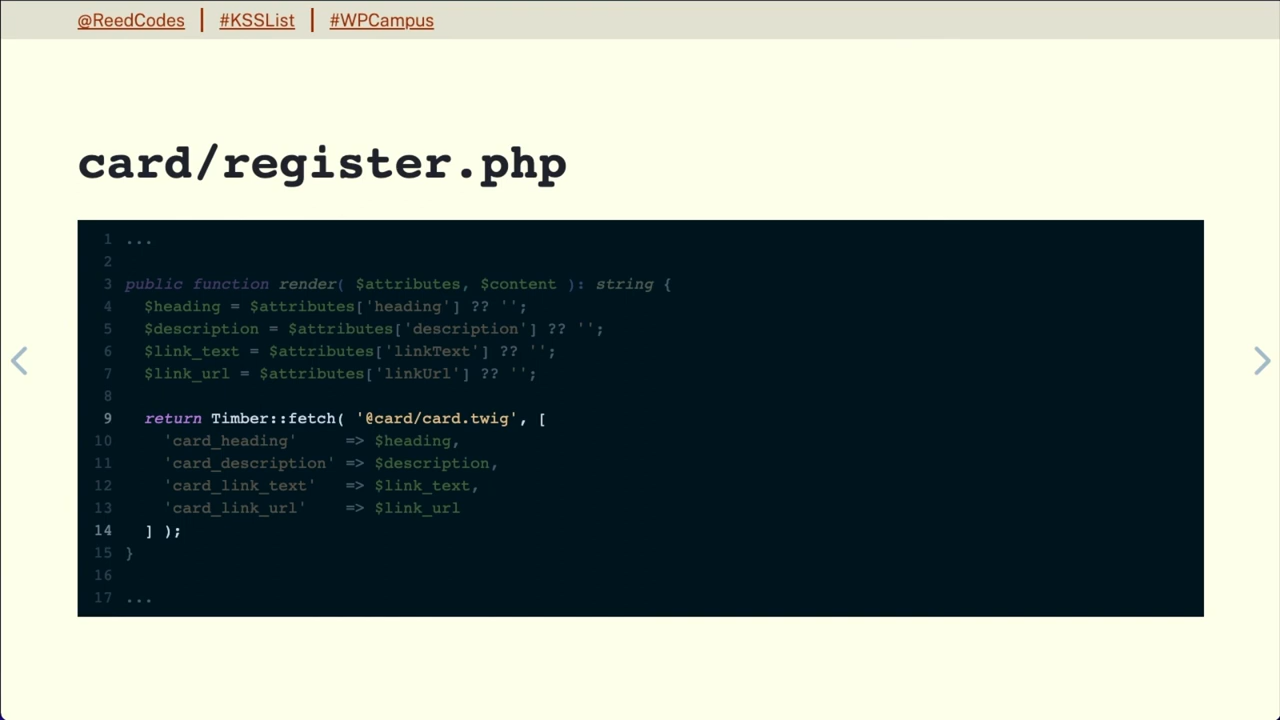 @ReedCodes | #KSSList | #WPCampus
card/register.php
1 ...
2
3 public function render( $attributes, $content ): string {
4   $heading = $attributes['heading'] ?? '';
5   $description = $attributes['description'] ?? '';
6   $link_text = $attributes['linkText'] ?? '';
7   $link_url = $attributes['linkUrl'] ?? '';
8
9   return Timber::fetch( '@card/card.twig', [
10     'card_heading'     => $heading,
11     'card_description' => $description,
12     'card_link_text'   => $link_text,
13     'card_link_url'    => $link_url
14   ] );
15 }
16
17 ...